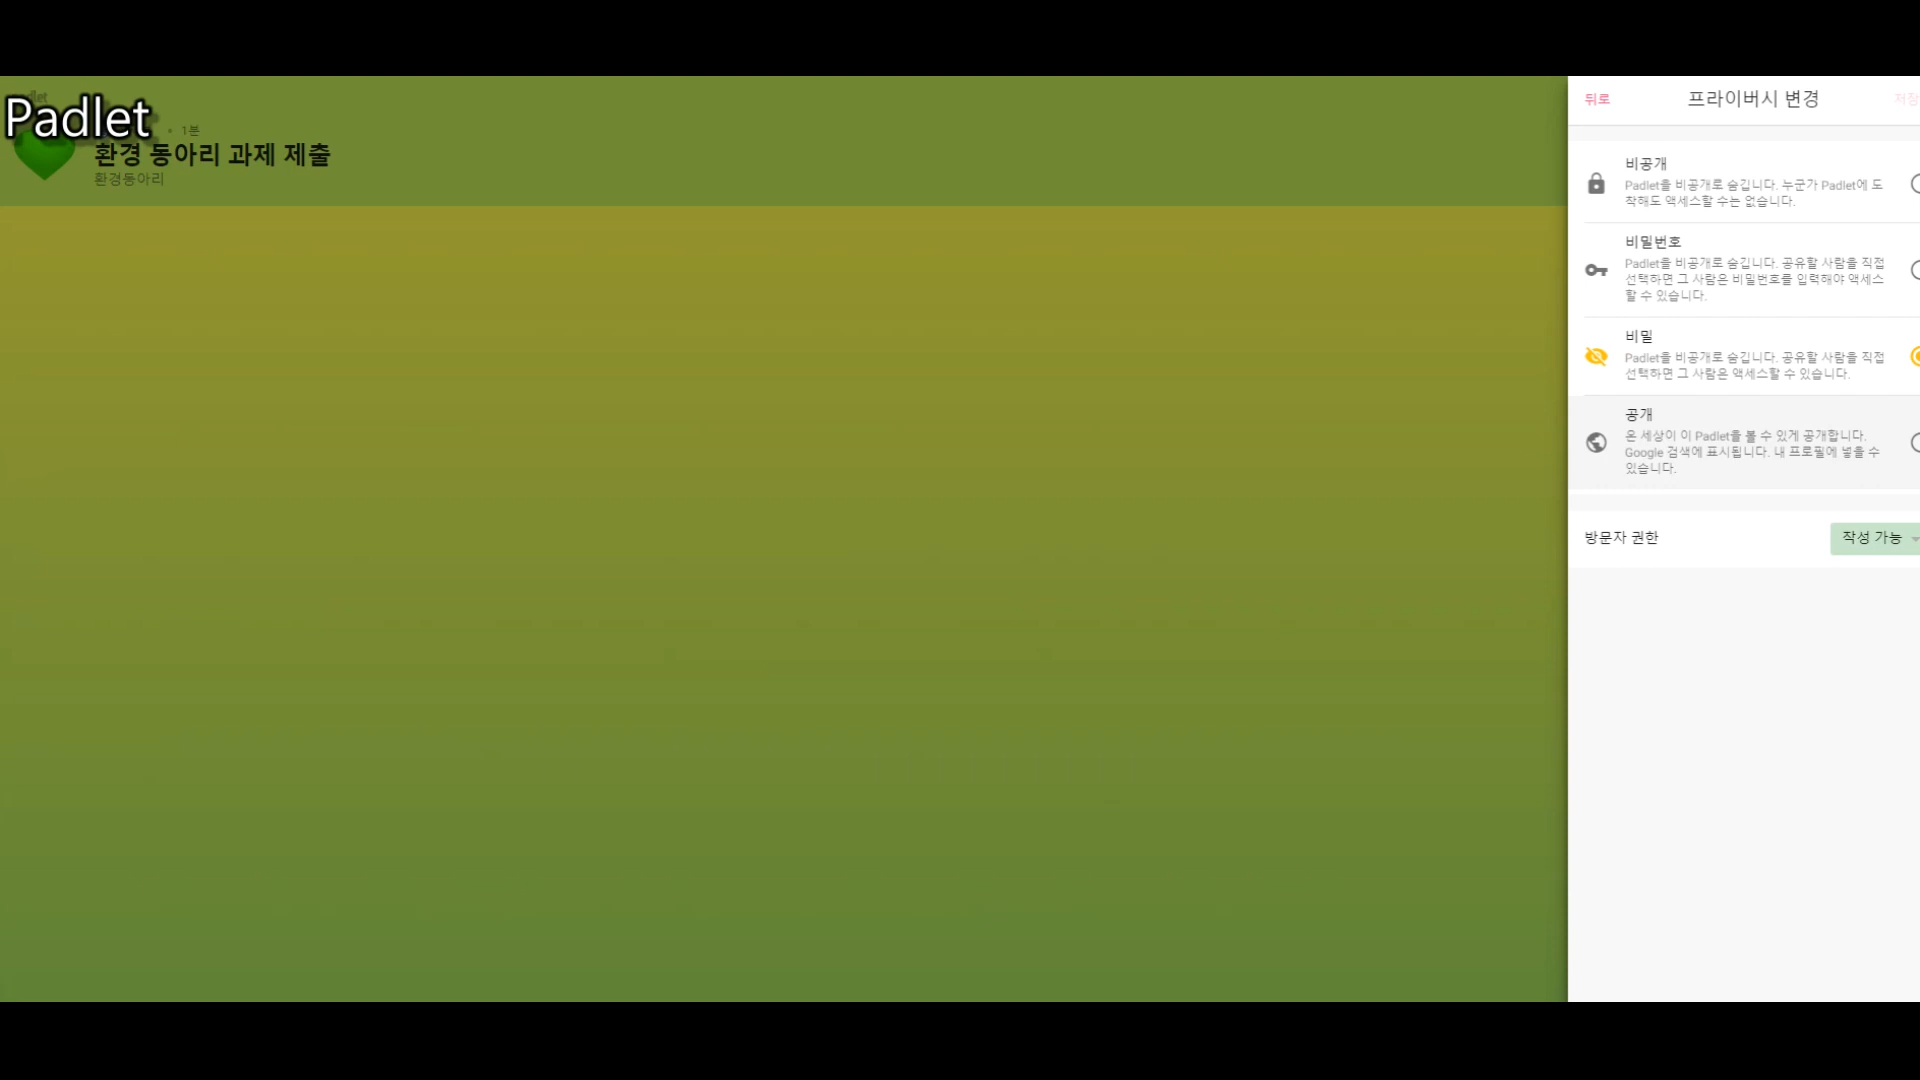 Padlet
• 1분
환경 동아리 과제 제출
환경동아리
뒤로
프라이버시 변경
저장
비공개
Padlet을 비공개로 숨깁니다. 누군가 Padlet에 도
착해도 액세스할 수는 없습니다.
비밀번호
Padlet을 비공개로 숨깁니다. 공유할 사람을 직접
선택하면 그 사람은 비밀번호를 입력해야 액세스
할 수 있습니다.
비밀
Padlet을 비공개로 숨깁니다. 공유할 사람을 직접
선택하면 그 사람은 액세스할 수 있습니다.
공개
온 세상이 이 Padlet을 볼 수 있게 공개합니다.
Google 검색에 표시됩니다. 내 프로필에 넣을 수
있습니다.
방문자 권한
작성 가능